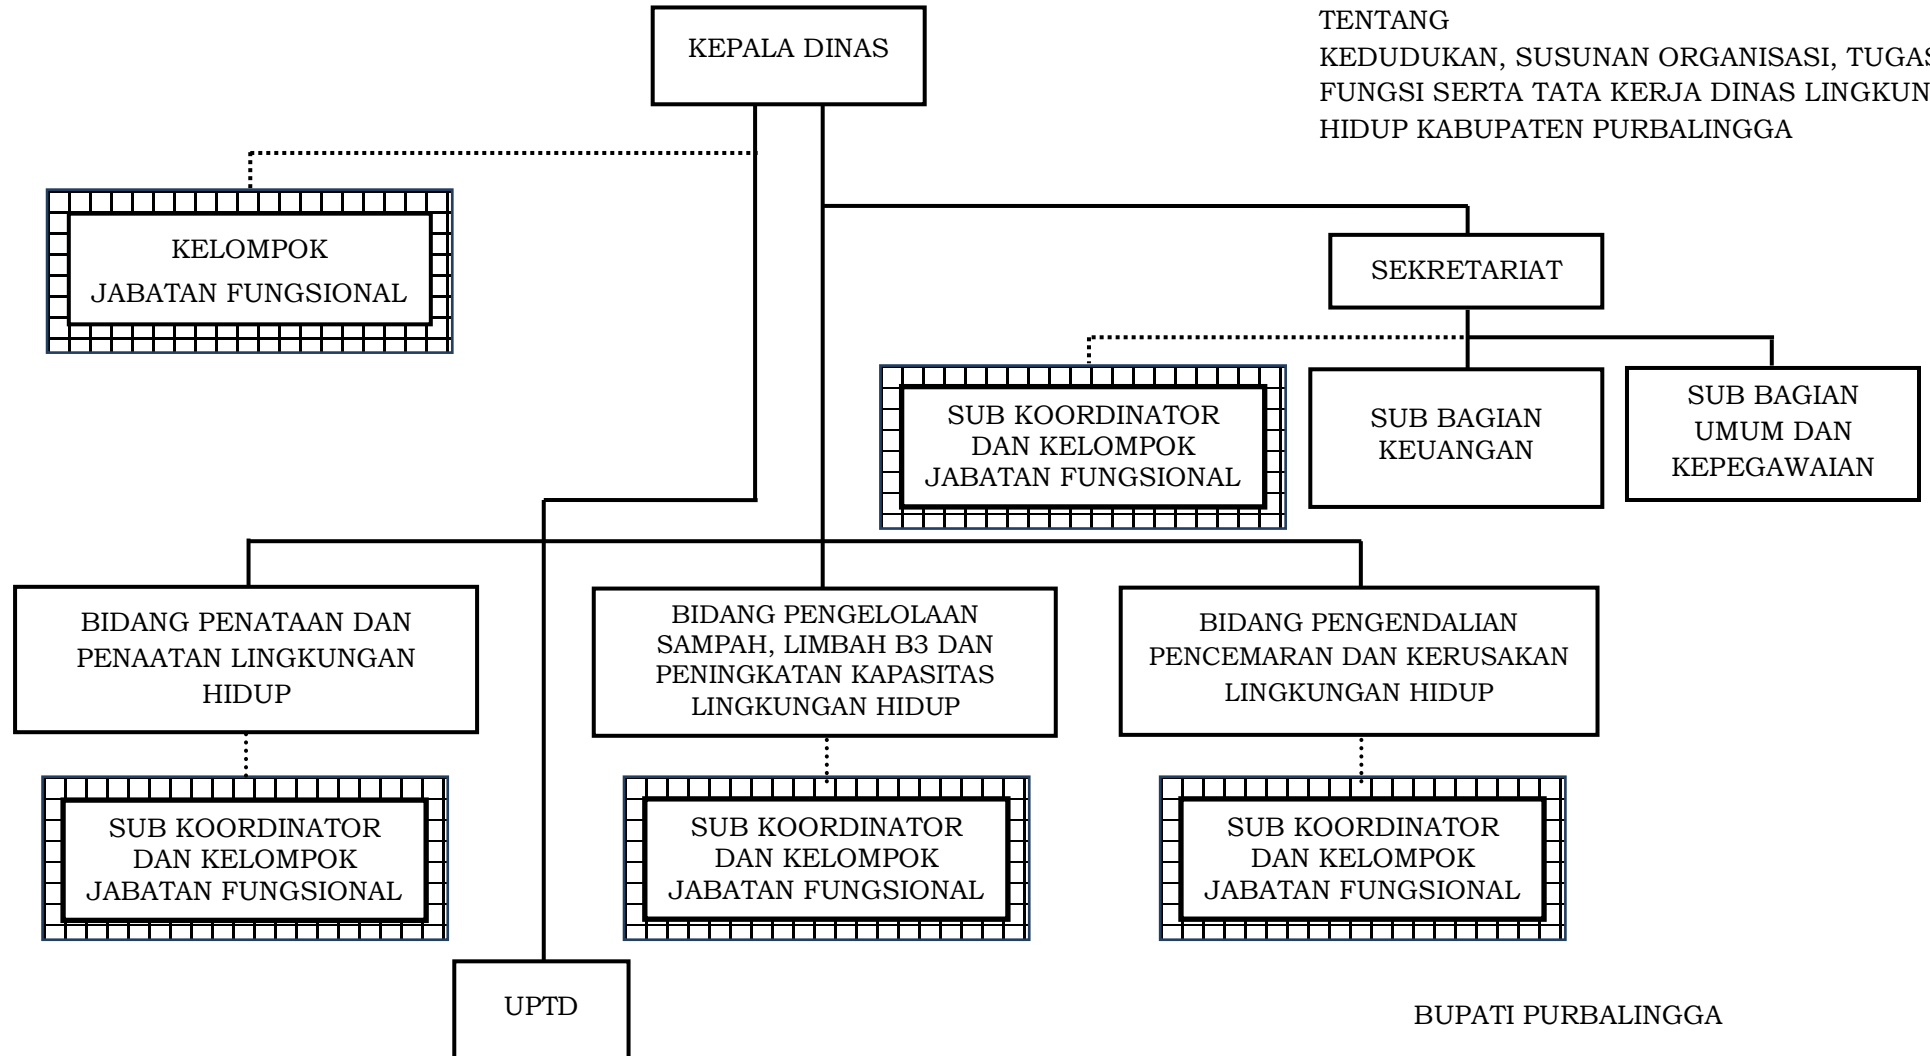 TENTANG
KEDUDUKAN, SUSUNAN ORGANISASI, TUGAS
FUNGSI SERTA TATA KERJA DINAS
HIDUP KABUPATEN PURBALINGGA
KEPALA DINAS
KELOMPOK
JABATAN FUNGSIONAL
SEKRETARIAT
SUB KOORDINATOR
DAN KELOMPOK
JABATAN FUNGSIONAL
SUB BAGIAN
KEUANGAN
SUB BAGIAN
UMUM DAN
KEPEGAWAIAN
BIDANG PENATAAN DAN
PENAATAN LINGKUNGAN
HIDUP
BIDANG PENGELOLAAN
SAMPAH, LIMBAH B3 DAN
PENINGKATAN KAPASITAS
LINGKUNGAN HIDUP
BIDANG PENGENDALIAN
PENCEMARAN DAN KERUSAKAN
LINGKUNGAN HIDUP
SUB KOORDINATOR
DAN KELOMPOK
JABATAN FUNGSIONAL
SUB KOORDINATOR
DAN KELOMPOK
JABATAN FUNGSIONAL
SUB KOORDINATOR
DAN KELOMPOK
JABATAN FUNGSIONAL
UPTD
BUPATI PURBALINGGA